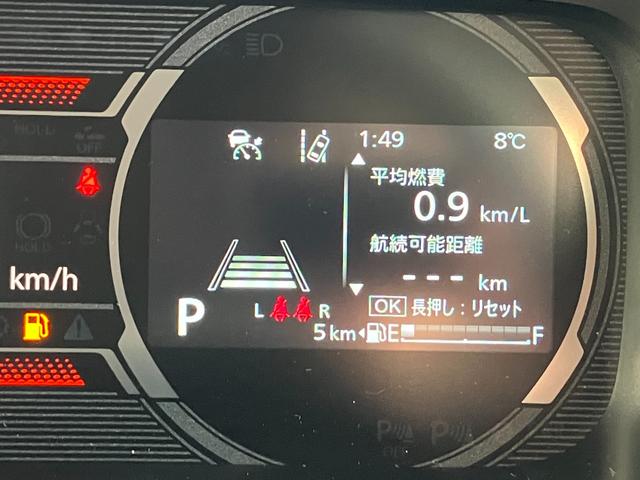 HOLD
OFF
1:49
8℃
平均燃費
0.9 km/L
航続可能距離
--- km
HOLD
km/h
OK 長押し：リセット
P
L R
5km E F
P P
OFF